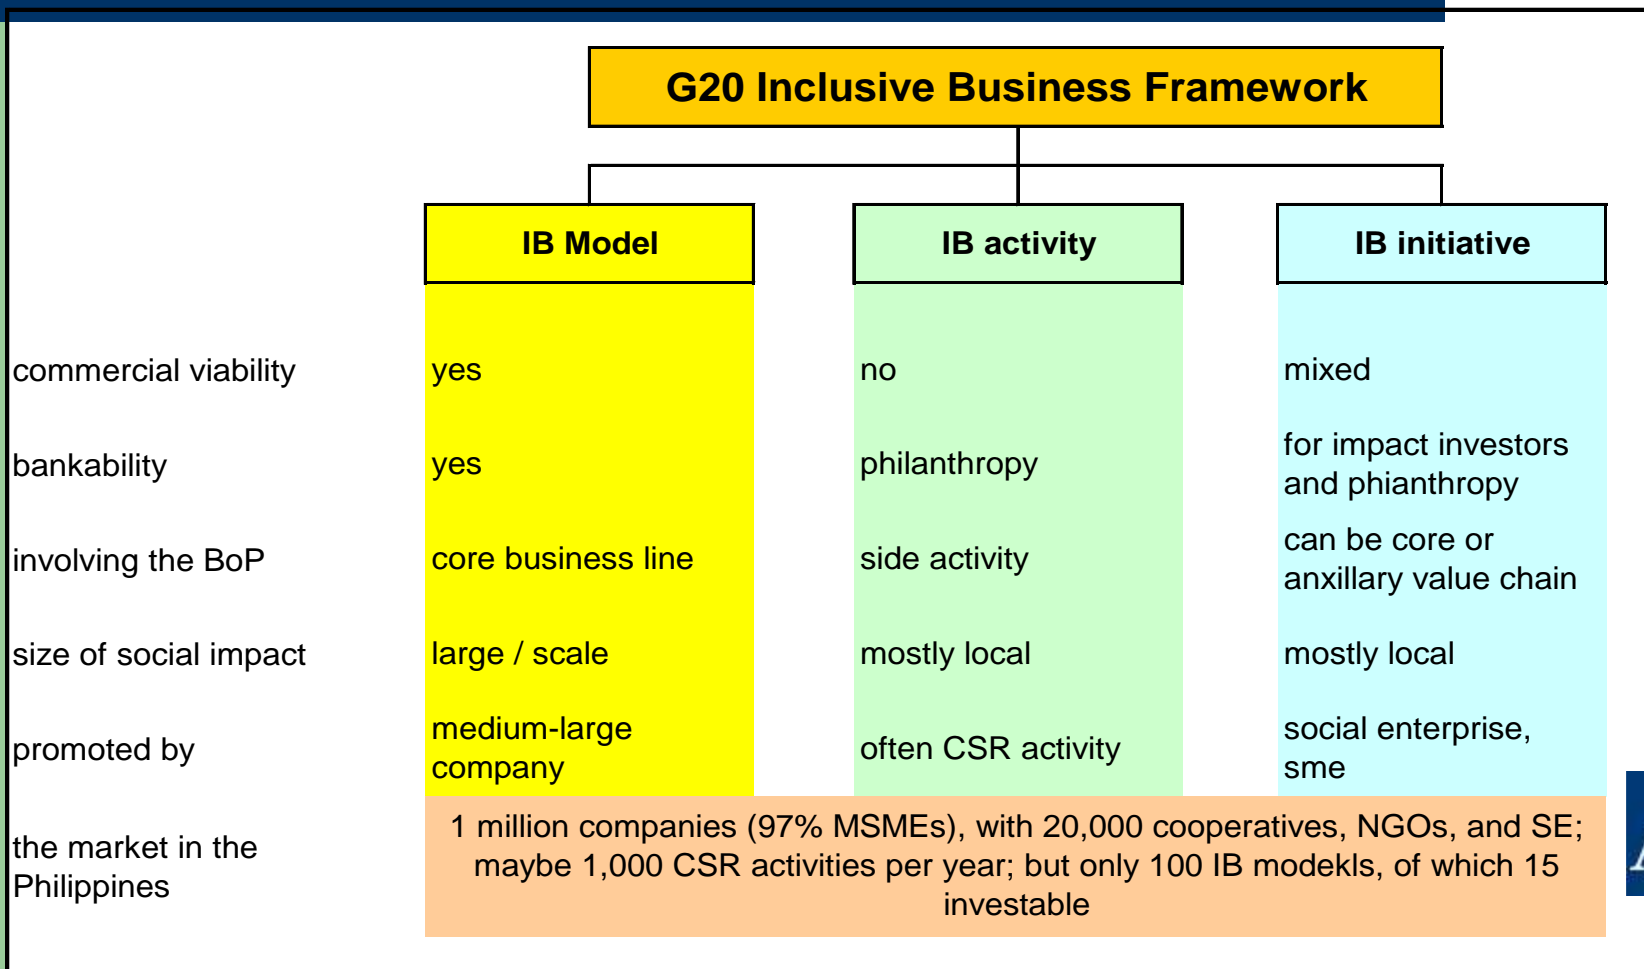 G20 Inclusive Business Framework
IB Model
IB activity
IB initiative
commercial viability
yes
no
mixed
bankability
yes
philanthropy
for impact investors
and phianthropy
involving the BoP
core business line
side activity
can be core or
anxillary value chain
size of social impact
large / scale
mostly local
mostly local
promoted by
medium-large
company
often CSR activity
social enterprise,
sme
the market in the
Philippines
1 million companies (97% MSMEs), with 20,000 cooperatives, NGOs, and SE;
maybe 1,000 CSR activities per year; but only 100 IB modekls, of which 15
investable